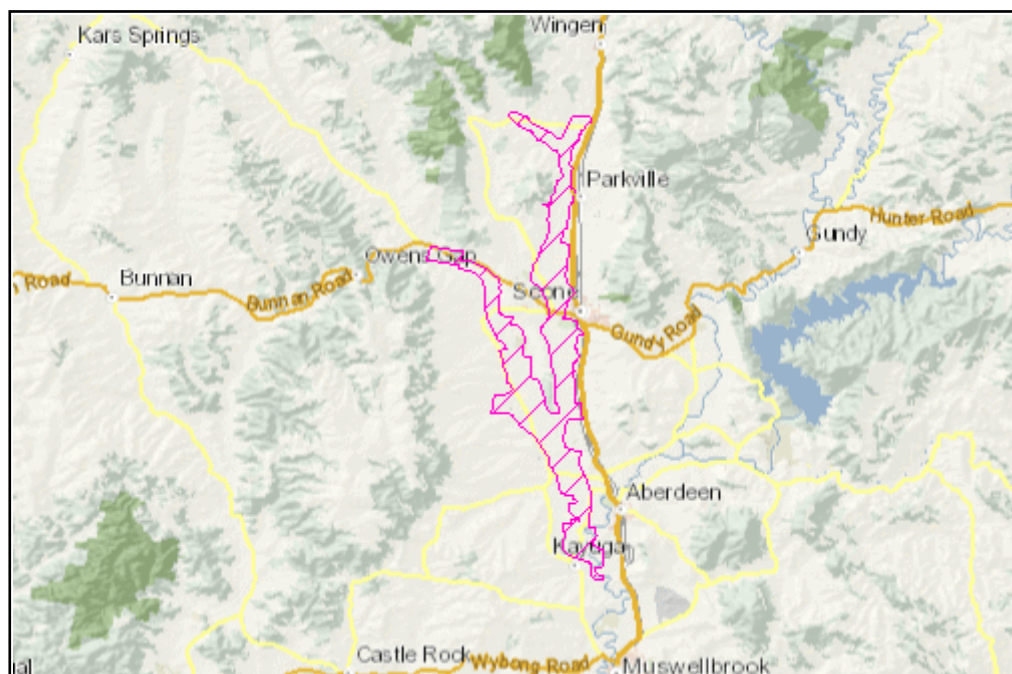 Wingen
Kars Springs
Parkville
Hunter Road
Gundy
Owens Gap
n Road
Bunnan
Bunnan Road
Scone
Gundy Road
Aberdeen
Kayuga
Castle Rock
Wybong Road
Muswellbrook
ual